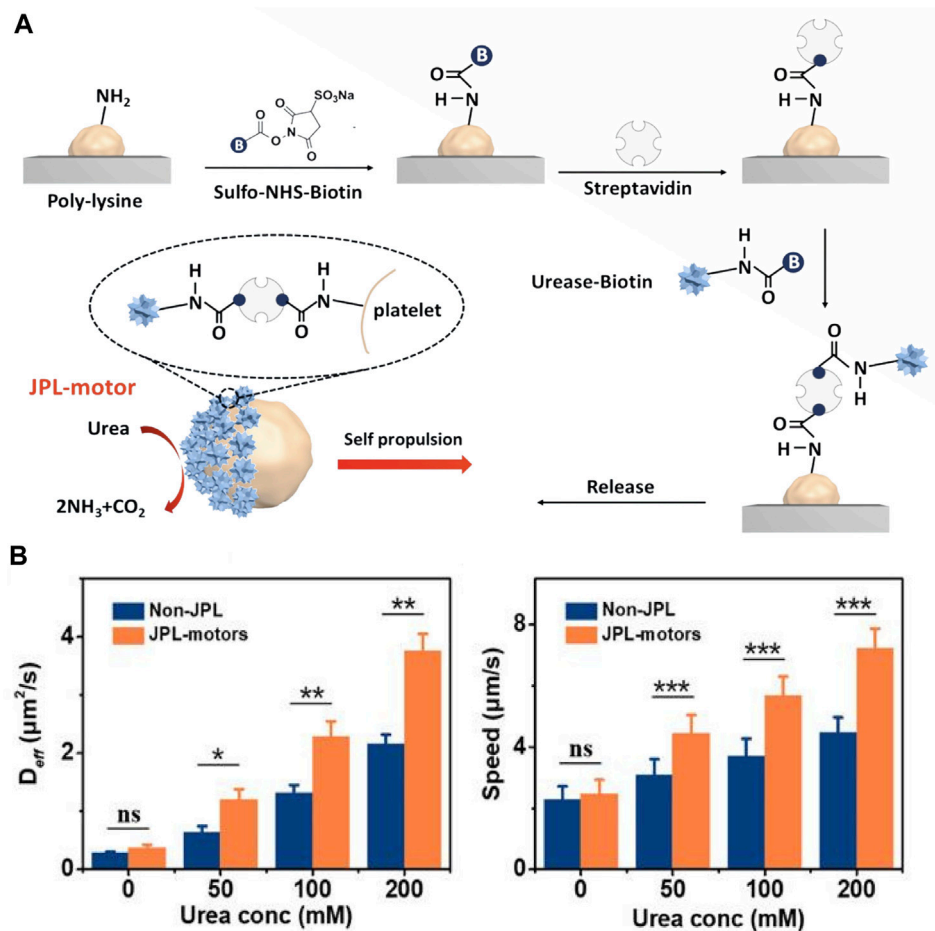 A
NH₂
Poly-lysine
B
O
O
N
O
O
SO₃Na
Sulfo-NHS-Biotin
B
O
H
N
Streptavidin
O
H
N
Urease-Biotin
H
N
O
B
H
N
O
O
H
N
platelet
JPL-motor
Urea
2NH₃+CO₂
Self propulsion
O
N
H
O
H
N
Release
B
Non-JPL
JPL-motors
D_eff (μm²/s)
4
2
0
ns
*
**
**
0 50 100 200
Urea conc (mM)
Non-JPL
JPL-motors
Speed (μm/s)
8
4
0
ns
***
***
***
0 50 100 200
Urea conc (mM)